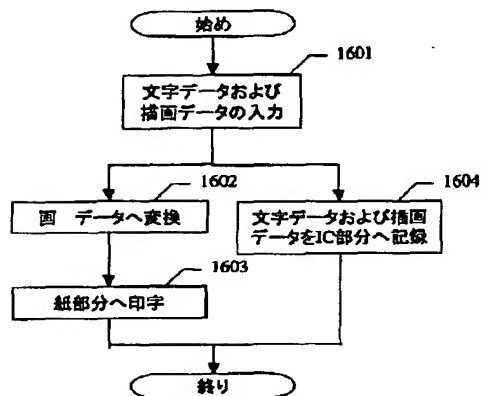 始め
1601
文字データおよび
描画データの入力
1602
画 データへ変換
1604
文字データおよび描画
データをIC部分へ記録
1603
紙部分へ印字
終り